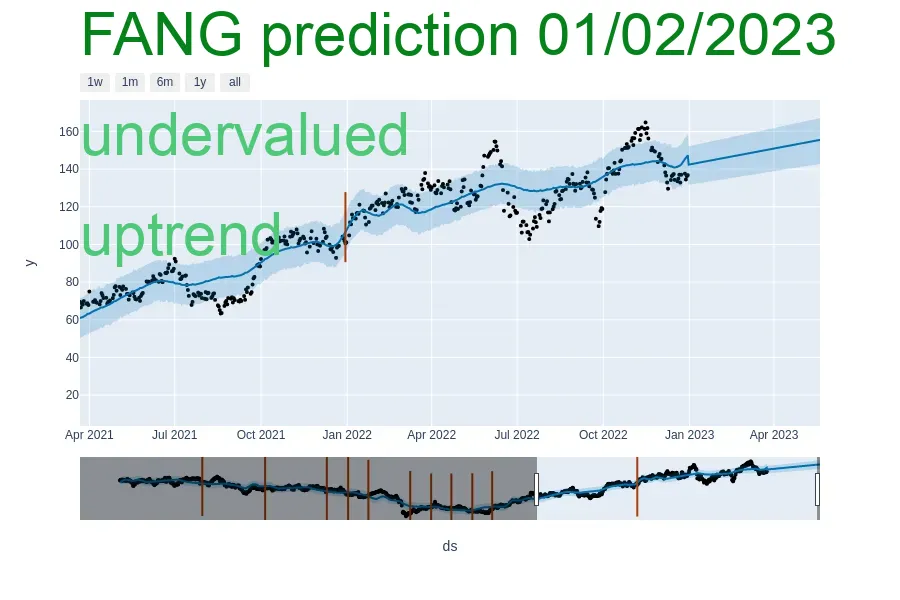 FANG prediction 01/02/2023
1w 1m 6m 1y all
undervalued
uptrend
160
140
120
100
80
60
40
20
y
Apr 2021 Jul 2021 Oct 2021 Jan 2022 Apr 2022 Jul 2022 Oct 2022 Jan 2023 Apr 2023
ds